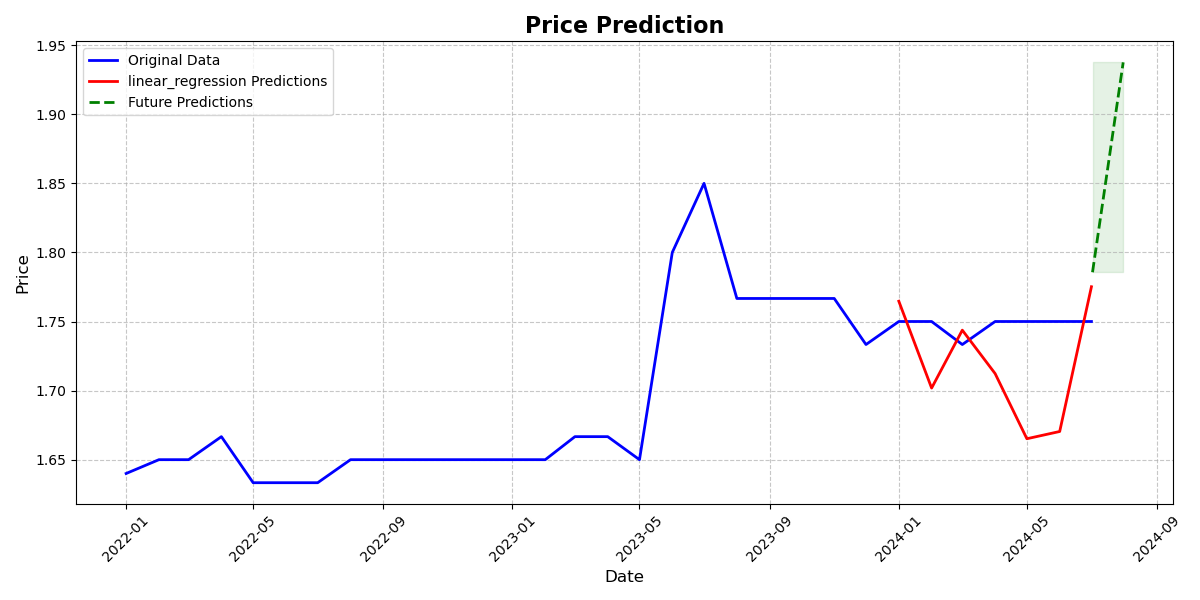 Price Prediction
Original Data
linear_regression Predictions
Future Predictions
Price
1.95
1.90
1.85
1.80
1.75
1.70
1.65
2022-01
2022-05
2022-09
2023-01
2023-05
2023-09
2024-01
2024-05
2024-09
Date